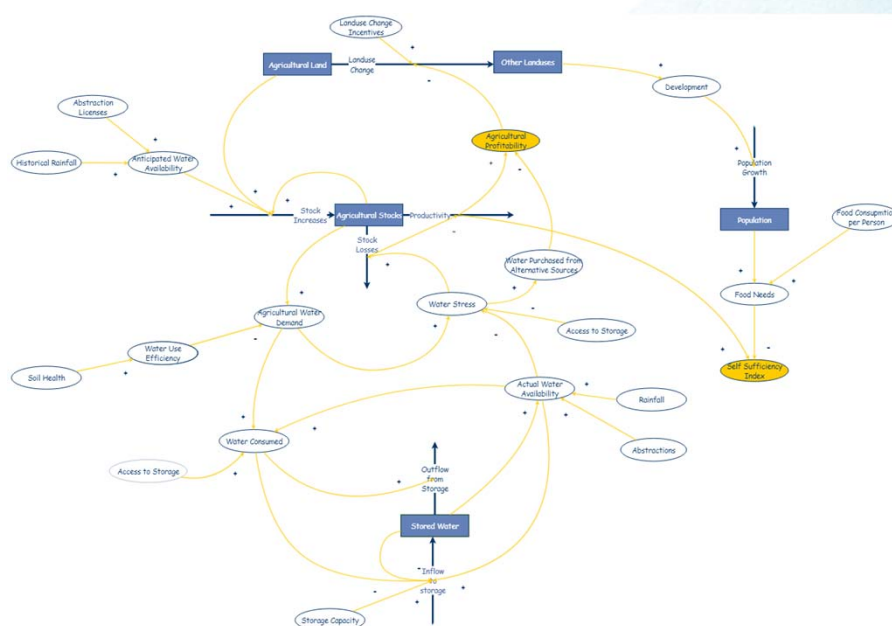 Landuse Change
Incentives
Agricultural Land
Landuse
Change
Other Landuses
Development
Abstraction
Licenses
Agricultural
Profitability
Historical Rainfall
Anticipated Water
Availability
Population
Growth
Stock
Increases
Agricultural Stocks
Productivity
Population
Food Consupmtion
per Person
Stock
Losses
Water Purchased from
Alternative Sources
Food Needs
Water Stress
Agricultural Water
Demand
Access to Storage
Water Use
Efficiency
Soil Health
Self Sufficiency
Index
Actual Water
Availability
Rainfall
Water Consumed
Abstractions
Access to Storage
Outflow
from
Storage
Stored Water
Inflow
to
storage
Storage Capacity